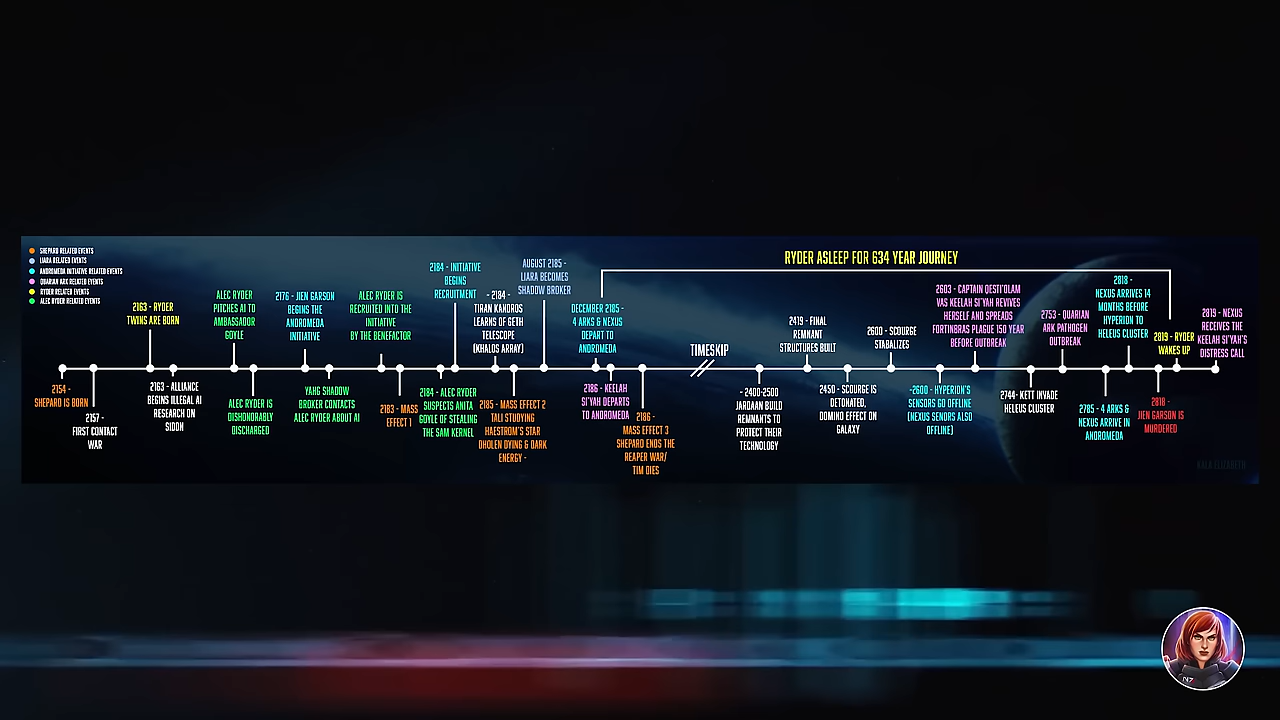 SHEPARD RELATED EVENTS
LIARA RELATED EVENTS
ANDROMEDA INITIATIVE RELATED EVENTS
QUARIAN ARK RELATED EVENTS
RYDER RELATED EVENTS
ALEC RYDER RELATED EVENTS
2154 -
SHEPARD IS BORN
2157 -
FIRST CONTACT
WAR
2163 - RYDER
TWINS ARE BORN
2163 - ALLIANCE
BEGINS ILLEGAL AI
RESEARCH ON
SIDON
ALEC RYDER
PITCHES AI TO
AMBASSADOR
GOYLE
ALEC RYDER IS
DISHONORABLY
DISCHARGED
2176 - JIEN GARSON
BEGINS THE
ANDROMEDA
INITIATIVE
YAHG SHADOW
BROKER CONTACTS
ALEC RYDER ABOUT AI
ALEC RYDER IS
RECRUITED INTO THE
INITIATIVE
BY THE BENEFACTOR
2183 - MASS
EFFECT 1
2184 - ALEC RYDER
SUSPECTS ANITA
GOYLE OF STEALING
THE SAM KERNEL
2184 - INITIATIVE
BEGINS
RECRUITMENT
- 2184 -
TIRAN KANDROS
LEARNS OF GETH
TELESCOPE
(KHALOS ARRAY)
2185 - MASS EFFECT 2
TALI STUDYING
HAESTROM'S STAR
DHOLEN DYING & DARK
ENERGY -
AUGUST 2185 -
LIARA BECOMES
SHADOW BROKER
DECEMBER 2185 -
4 ARKS & NEXUS
DEPART TO
ANDROMEDA
2186 - KEELAH
SI'YAH DEPARTS
TO ANDROMEDA
2186 -
MASS EFFECT 3
SHEPARD ENDS THE
REAPER WAR/
TIM DIES
TIMESKIP
RYDER ASLEEP FOR 634 YEAR JOURNEY
~ 2400-2500
JARDAAN BUILD
REMNANTS TO
PROTECT THEIR
TECHNOLOGY
2419 - FINAL
REMNANT
STRUCTURES BUILT
2450 - SCOURGE IS
DETONATED,
DOMINO EFFECT ON
GALAXY
2600 - SCOURGE
STABALIZES
~2600 - HYPERION'S
SENSORS GO OFFLINE
(NEXUS SENORS ALSO
OFFLINE)
2603 - CAPTAIN QESTI'OLAM
VAS KEELAH SI'YAH REVIVES
HERSELF AND SPREADS
FORTINBRAS PLAGUE 150 YEAR
BEFORE OUTBREAK
2744- KETT INVADE
HELEUS CLUSTER
2753 - QUARIAN
ARK PATHOGEN
OUTBREAK
2785 - 4 ARKS &
NEXUS ARRIVE IN
ANDROMEDA
2818 -
NEXUS ARRIVES 14
MONTHS BEFORE
HYPERION TO
HELEUS CLUSTER
2818 -
JIEN GARSON IS
MURDERED
2819 - RYDER
WAKES UP
2819 - NEXUS
RECEIVES THE
KEELAH SI'YAH'S
DISTRESS CALL
KALA ELIZABETH
N7